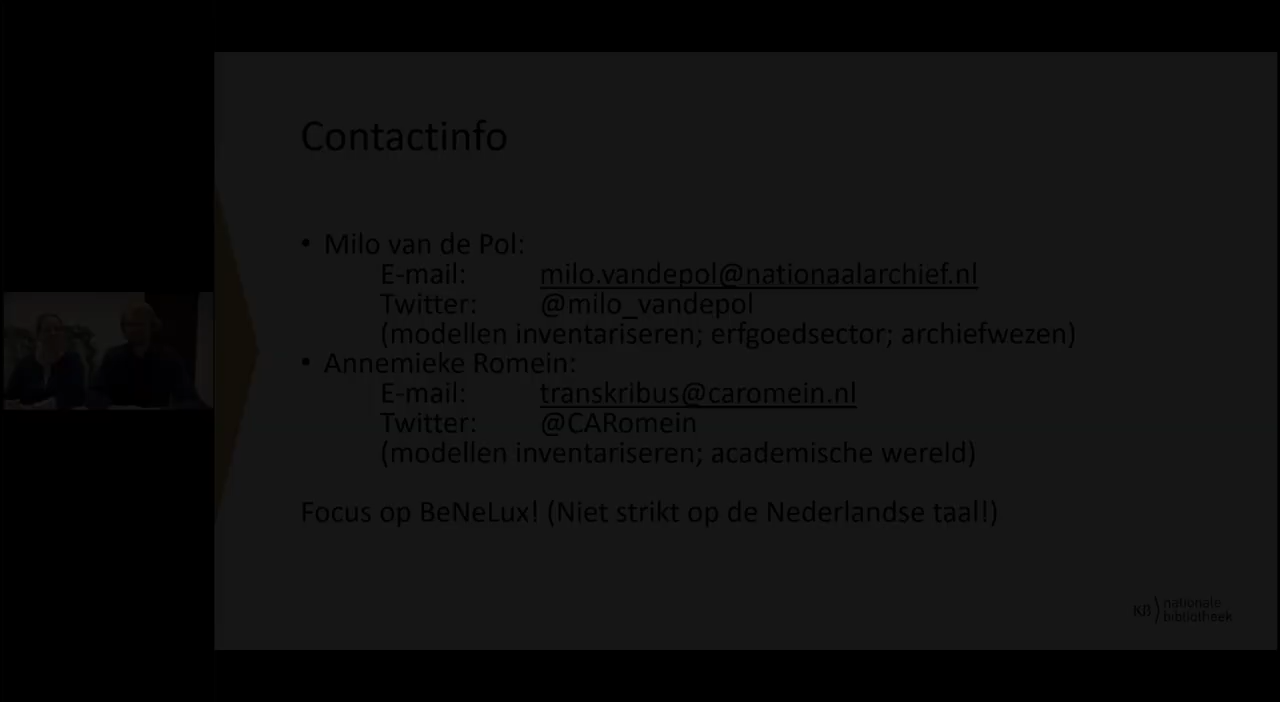 Contactinfo
• Milo van de Pol:
E-mail: milo.vandepol@nationaalarchief.nl
Twitter: @milo_vandepol
(modellen inventariseren; erfgoedsector; archiefwezen)
• Annemieke Romein:
E-mail: transkribus@caromein.nl
Twitter: @CARomein
(modellen inventariseren; academische wereld)
Focus op BeNeLux! (Niet strikt op de Nederlandse taal!)
KB nationale
bibliotheek